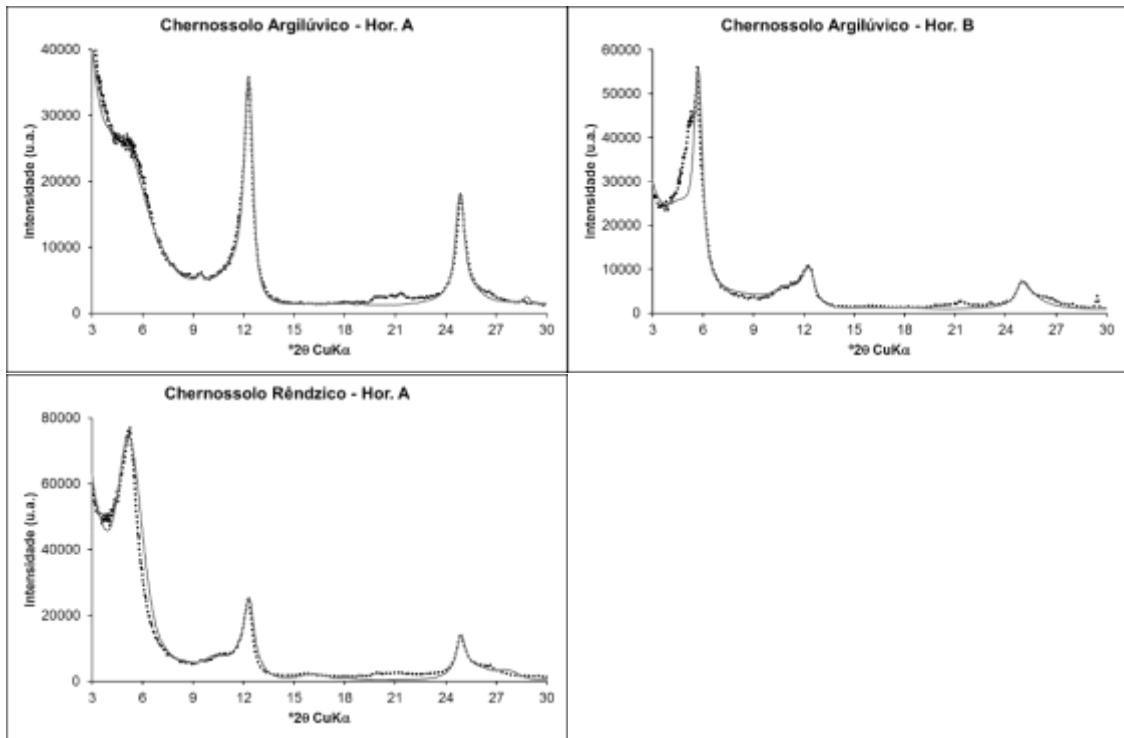 Chernossolo Argilúvico - Hor. A
40000
30000
20000
10000
0
Intensidade (u.a.)
3 6 9 12 15 18 21 24 27 30
°2θ CuKα
Chernossolo Argilúvico - Hor. B
60000
50000
40000
30000
20000
10000
0
Intensidade (u.a.)
3 6 9 12 15 18 21 24 27 30
°2θ CuKα
Chernossolo Rêndzico - Hor. A
80000
60000
40000
20000
0
Intensidade (u.a.)
3 6 9 12 15 18 21 24 27 30
°2θ CuKα